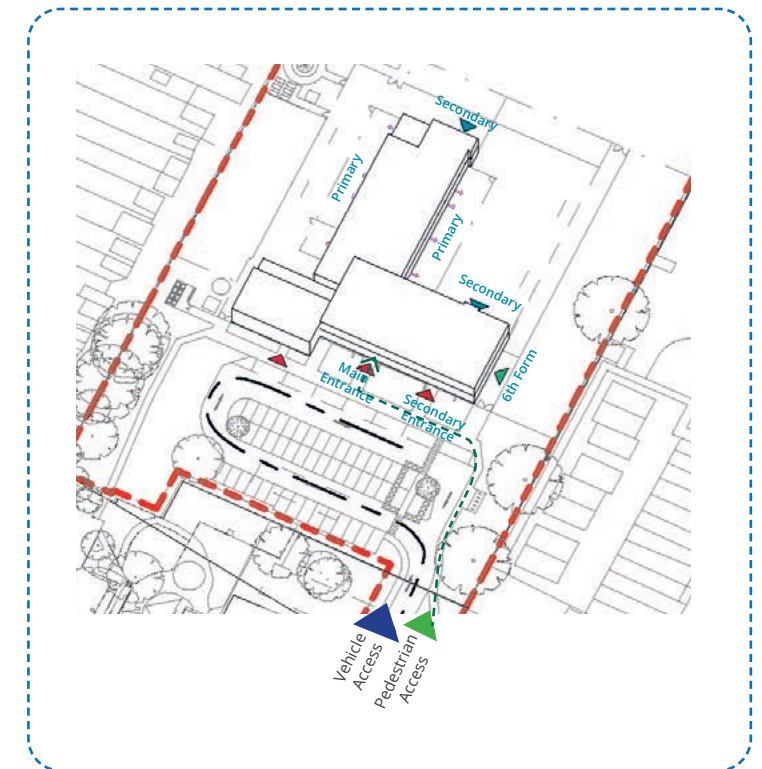 Secondary
Primary
Primary
Secondary
Main
Entrance
Secondary
Entrance
6th Form
Vehicle
Access
Pedestrian
Access